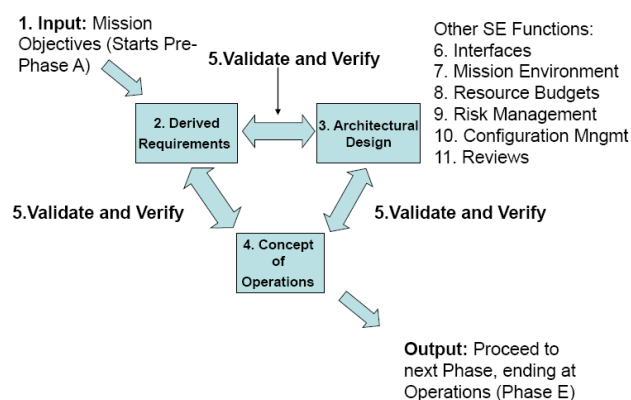 1. Input: Mission
Objectives (Starts Pre-
Phase A)
5.Validate and Verify
Other SE Functions:
6. Interfaces
7. Mission Environment
8. Resource Budgets
9. Risk Management
10. Configuration Mngmt
11. Reviews
2. Derived
Requirements
3. Architectural
Design
5.Validate and Verify
5.Validate and Verify
4. Concept
of
Operations
Output: Proceed to
next Phase, ending at
Operations (Phase E)